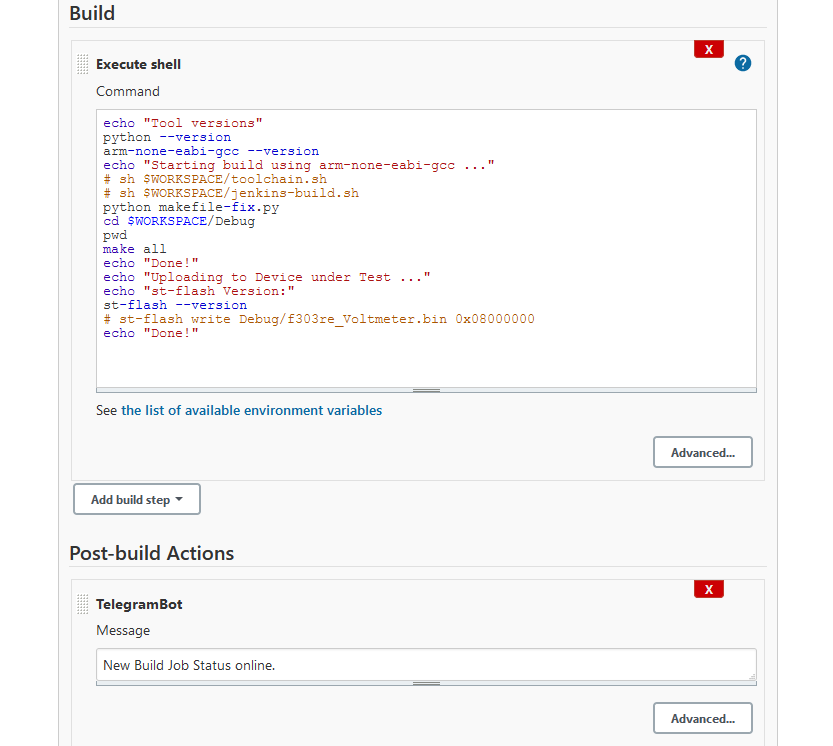 Build
X
Execute shell
?
Command
echo "Tool versions"
python --version
arm-none-eabi-gcc --version
echo "Starting build using arm-none-eabi-gcc ..."
# sh $WORKSPACE/toolchain.sh
# sh $WORKSPACE/jenkins-build.sh
python makefile-fix.py
cd $WORKSPACE/Debug
pwd
make all
echo "Done!"
echo "Uploading to Device under Test ..."
echo "st-flash Version:"
st-flash --version
# st-flash write Debug/f303re_Voltmeter.bin 0x08000000
echo "Done!"
See the list of available environment variables
Advanced...
Add build step
Post-build Actions
X
TelegramBot
Message
New Build Job Status online.
Advanced...